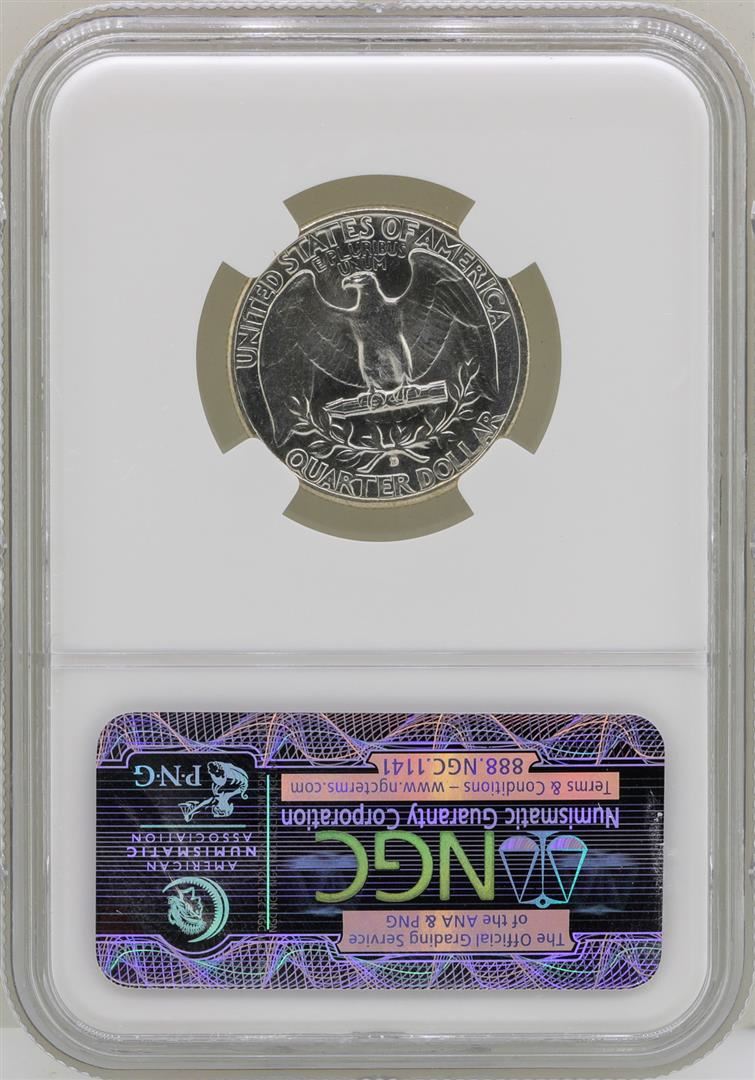 UNITED STATES OF AMERICA
E PLURIBUS
UNUM
D
QUARTER DOLLAR
The Official Grading Service
of the ANA & PNG
NGC
Numismatic Guaranty Corporation
Terms & Conditions – www.ngcterms.com
888.NGC.1141
AMERICAN
NUMISMATIC
ASSOCIATION
P·N·G